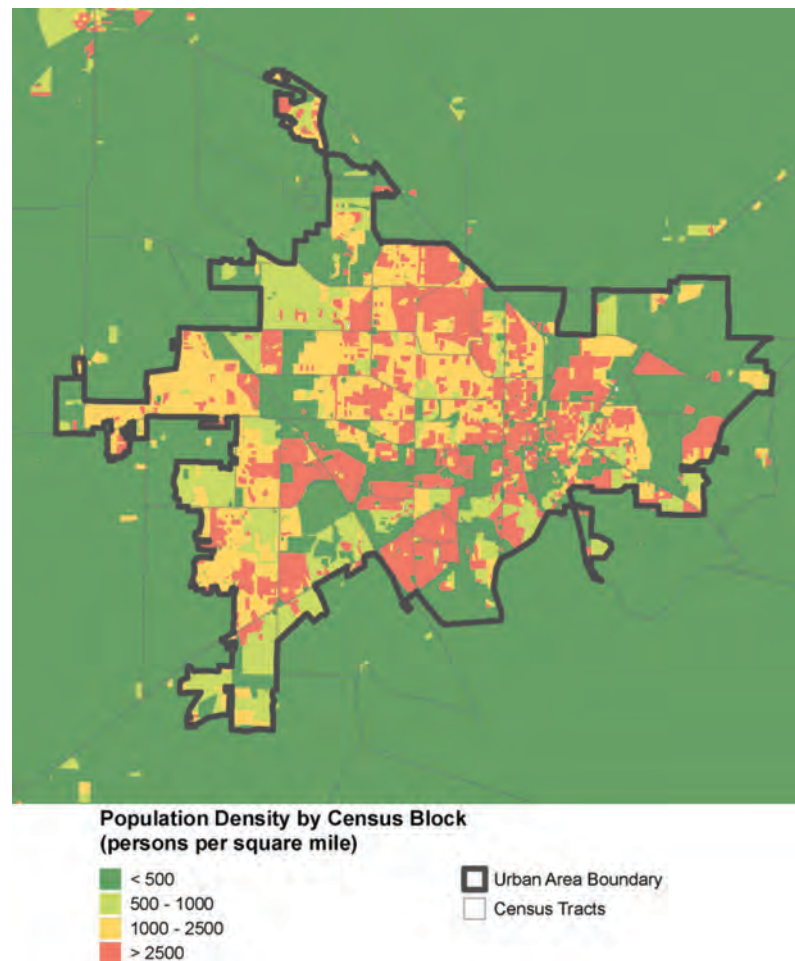 Population Density by Census Block
(persons per square mile)
< 500
500 - 1000
1000 - 2500
> 2500
Urban Area Boundary
Census Tracts